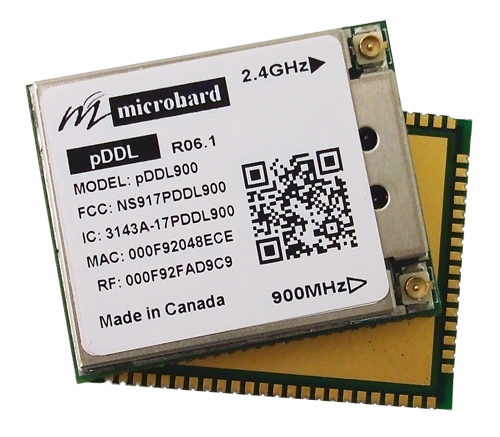 2.4GHz
microhard
pDDL R06.1
MODEL: pDDL900
FCC: NS917PDDL900
IC: 3143A-17PDDL900
MAC: 000F92048ECE
RF: 000F92FAD9C9
900MHz
Made in Canada